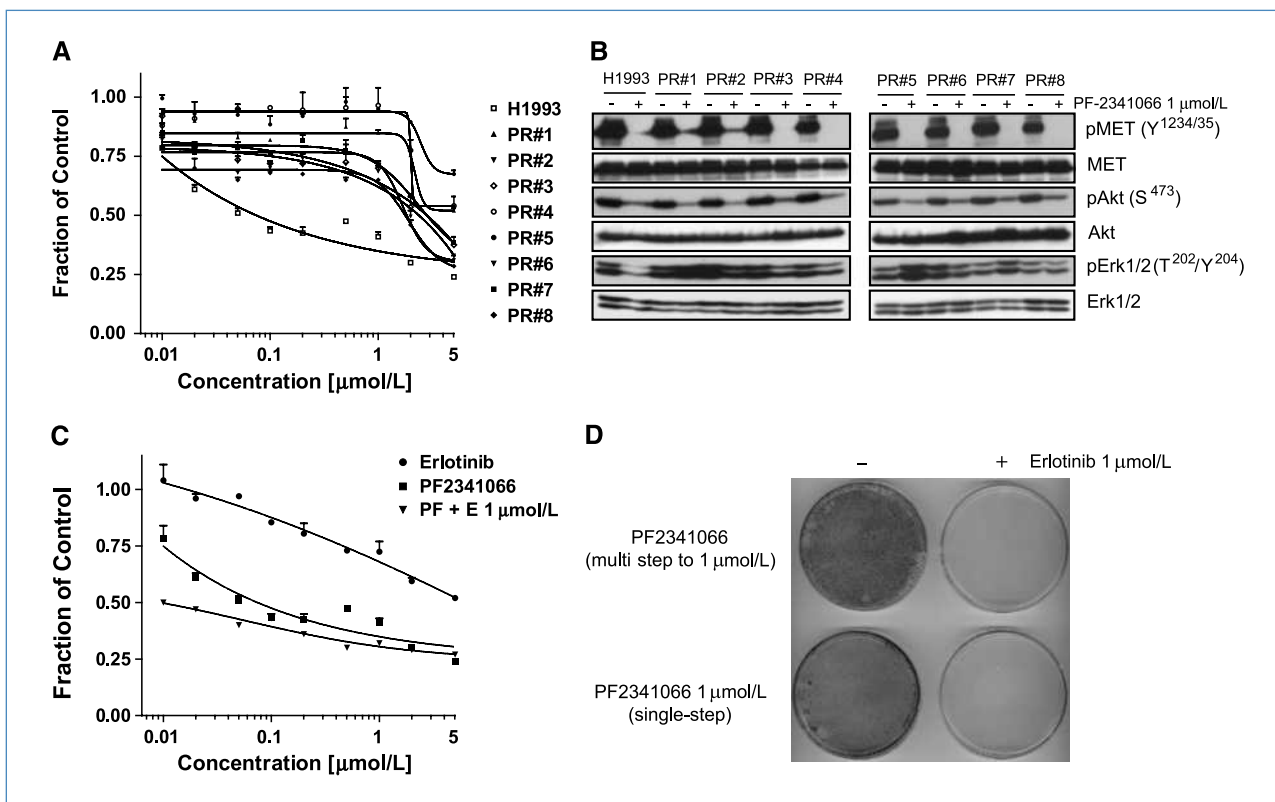 A
Fraction of Control
1.00
0.75
0.50
0.25
0.00
0.01
0.1
1
5
Concentration [μmol/L]
H1993
PR#1
PR#2
PR#3
PR#4
PR#5
PR#6
PR#7
PR#8
B
H1993 PR#1 PR#2 PR#3 PR#4 PR#5 PR#6 PR#7 PR#8
- + - + - + - + - + - + - + - + - + PF-2341066 1 μmol/L
pMET (Y1234/35)
MET
pAkt (S473)
Akt
pErk1/2 (T202/Y204)
Erk1/2
C
Fraction of Control
1.00
0.75
0.50
0.25
0.00
0.01
0.1
1
5
Concentration [μmol/L]
Erlotinib
PF2341066
PF + E 1 μmol/L
D
− + Erlotinib 1 μmol/L
PF2341066
(multi step to 1 μmol/L)
PF2341066 1 μmol/L
(single-step)